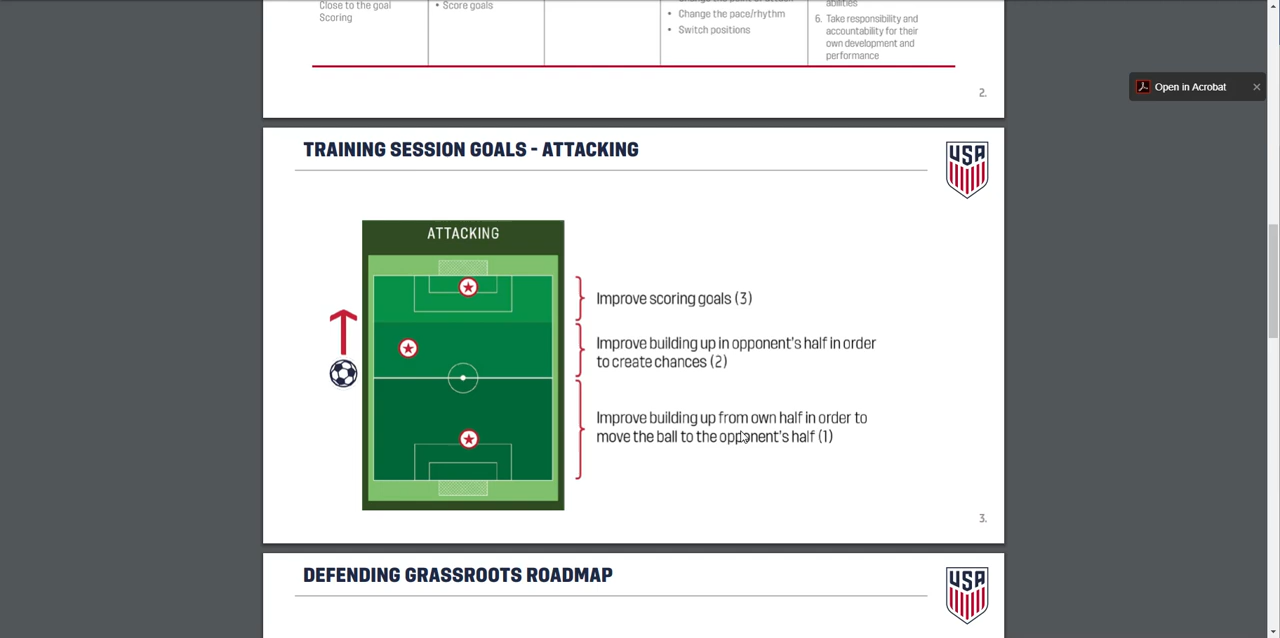 Close to the goal
Scoring
• Score goals
• Change the pace/rhythm
• Switch positions
abilities
6. Take responsibility and
accountability for their
own development and
performance
2.
Open in Acrobat
TRAINING SESSION GOALS - ATTACKING
USA
ATTACKING
Improve scoring goals (3)
Improve building up in opponent's half in order
to create chances (2)
Improve building up from own half in order to
move the ball to the opponent's half (1)
3.
DEFENDING GRASSROOTS ROADMAP
USA